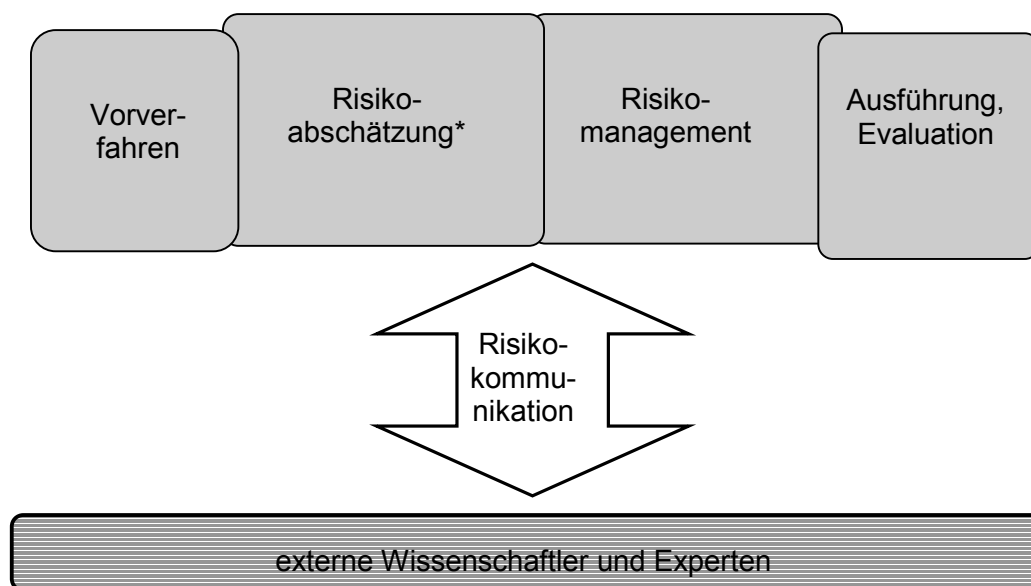 Vorver-
fahren
Risiko-
abschätzung*
Risiko-
management
Ausführung,
Evaluation
Risiko-
kommu-
nikation
externe Wissenschaftler und Experten